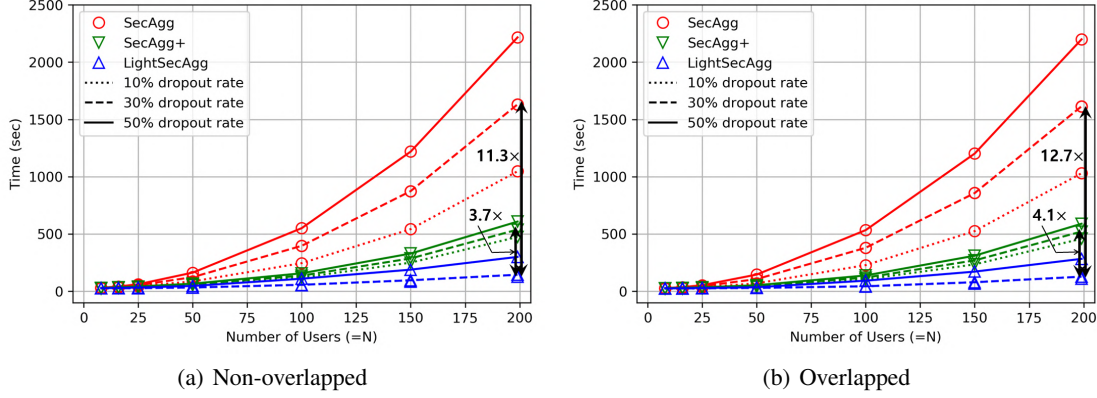 2500
2000
1500
1000
500
0
Time (sec)
SecAgg
SecAgg+
LightSecAgg
10% dropout rate
30% dropout rate
50% dropout rate
11.3×
3.7×
0 25 50 75 100 125 150 175 200
Number of Users (=N)
(a) Non-overlapped
2500
2000
1500
1000
500
0
Time (sec)
SecAgg
SecAgg+
LightSecAgg
10% dropout rate
30% dropout rate
50% dropout rate
12.7×
4.1×
0 25 50 75 100 125 150 175 200
Number of Users (=N)
(b) Overlapped